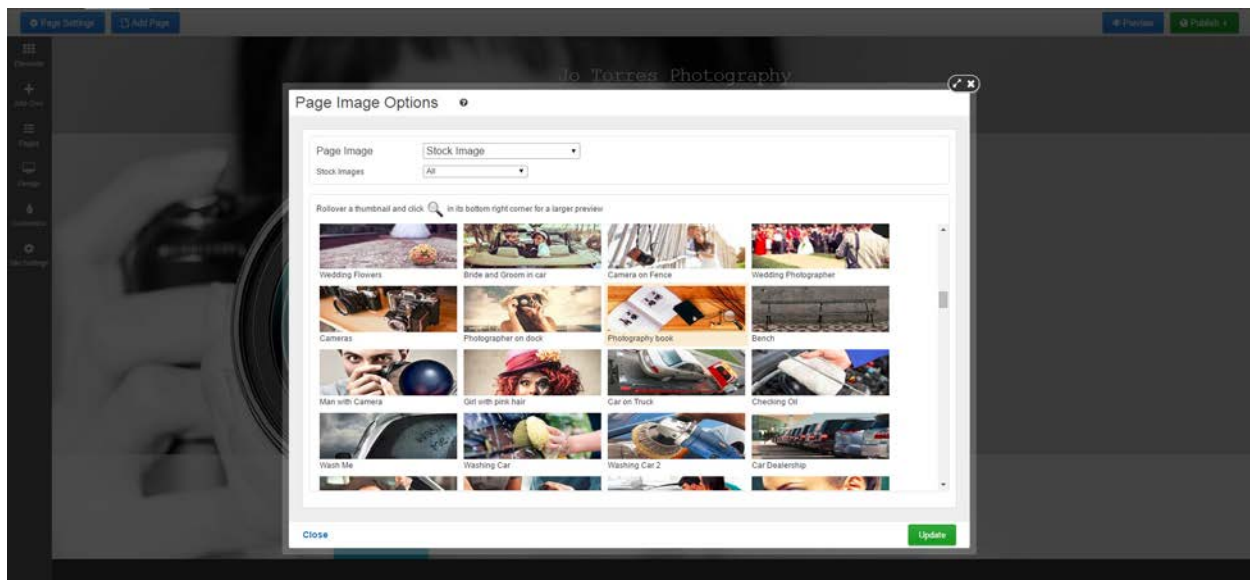 Page Settings
Add Page
Preview
Publish
Jo Torres Photography
Page Image Options
Page Image
Stock Image
Stock Images
All
Rollover a thumbnail and click in its bottom right corner for a larger preview
Wedding Flowers
Bride and Groom in car
Camera on Fence
Wedding Photographer
Cameras
Photographer on dock
Photography book
Bench
Man with Camera
Girl with pink hair
Car on Truck
Checking Oil
Wash Me
Washing Car
Washing Car 2
Car Dealership
Close
Update